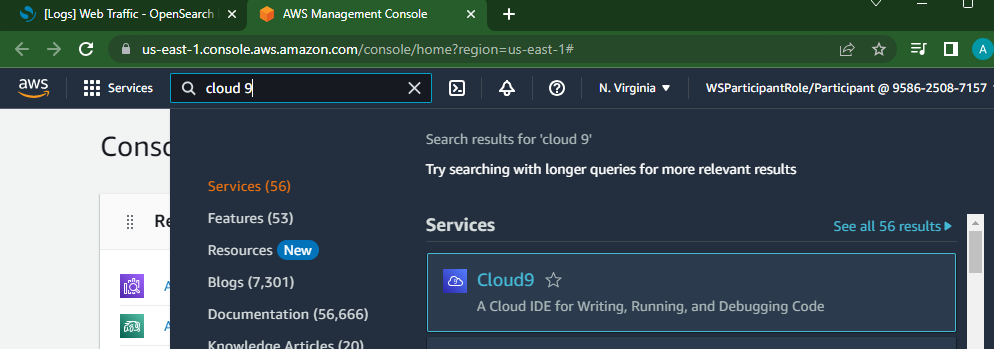 [Logs] Web Traffic - OpenSearch
AWS Management Console
us-east-1.console.aws.amazon.com/console/home?region=us-east-1#
A
aws
Services
cloud 9
N. Virginia
WSParticipantRole/Participant @ 9586-2508-7157
Conso
Search results for 'cloud 9'
Try searching with longer queries for more relevant results
Services (56)
Features (53)
Resources New
Blogs (7,301)
Documentation (56,666)
Knowledge Articles (20)
Re
A
A
Services
See all 56 results
Cloud9
A Cloud IDE for Writing, Running, and Debugging Code